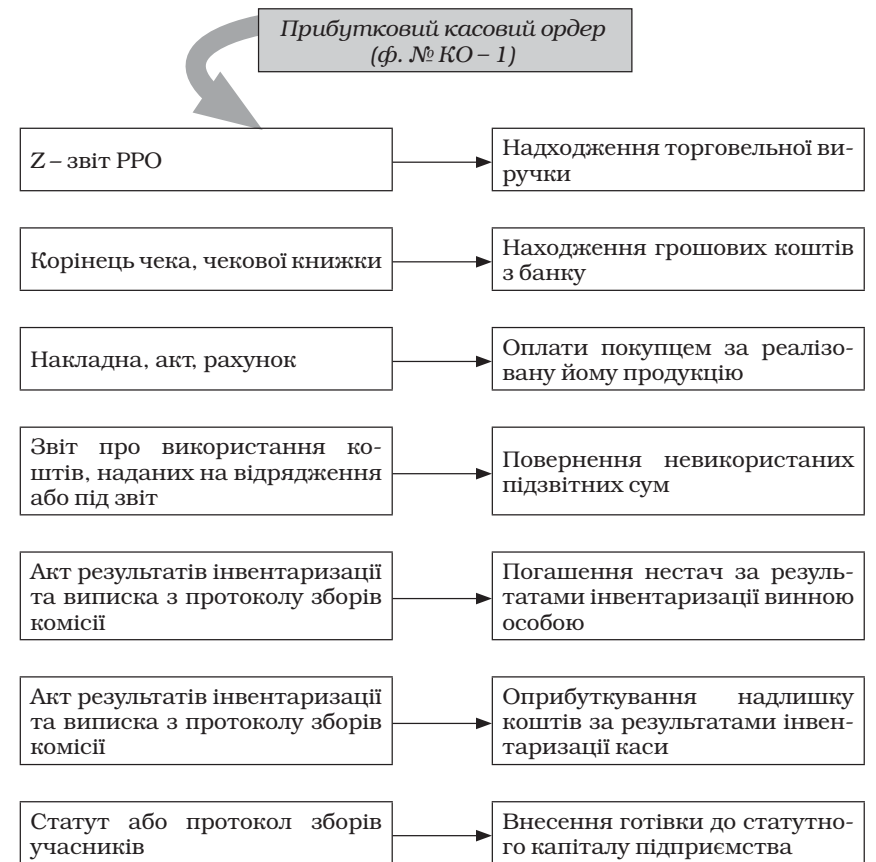 Прибутковий касовий ордер
(ф. № КО – 1)
Z – звіт РРО
Надходження торговельної ви-
ручки
Корінець чека, чекової книжки
Находження грошових коштів
з банку
Накладна, акт, рахунок
Оплати покупцем за реалізо-
вану йому продукцію
Звіт про використання ко-
штів, наданих на відрядження
або під звіт
Повернення невикористаних
підзвітних сум
Акт результатів інвентаризації
та виписка з протоколу зборів
комісії
Погашення нестач за резуль-
татами інвентаризації винною
особою
Акт результатів інвентаризації
та виписка з протоколу зборів
комісії
Оприбуткування надлишку
коштів за результатами інвен-
таризації каси
Статут або протокол зборів
учасників
Внесення готівки до статутно-
го капіталу підприємства